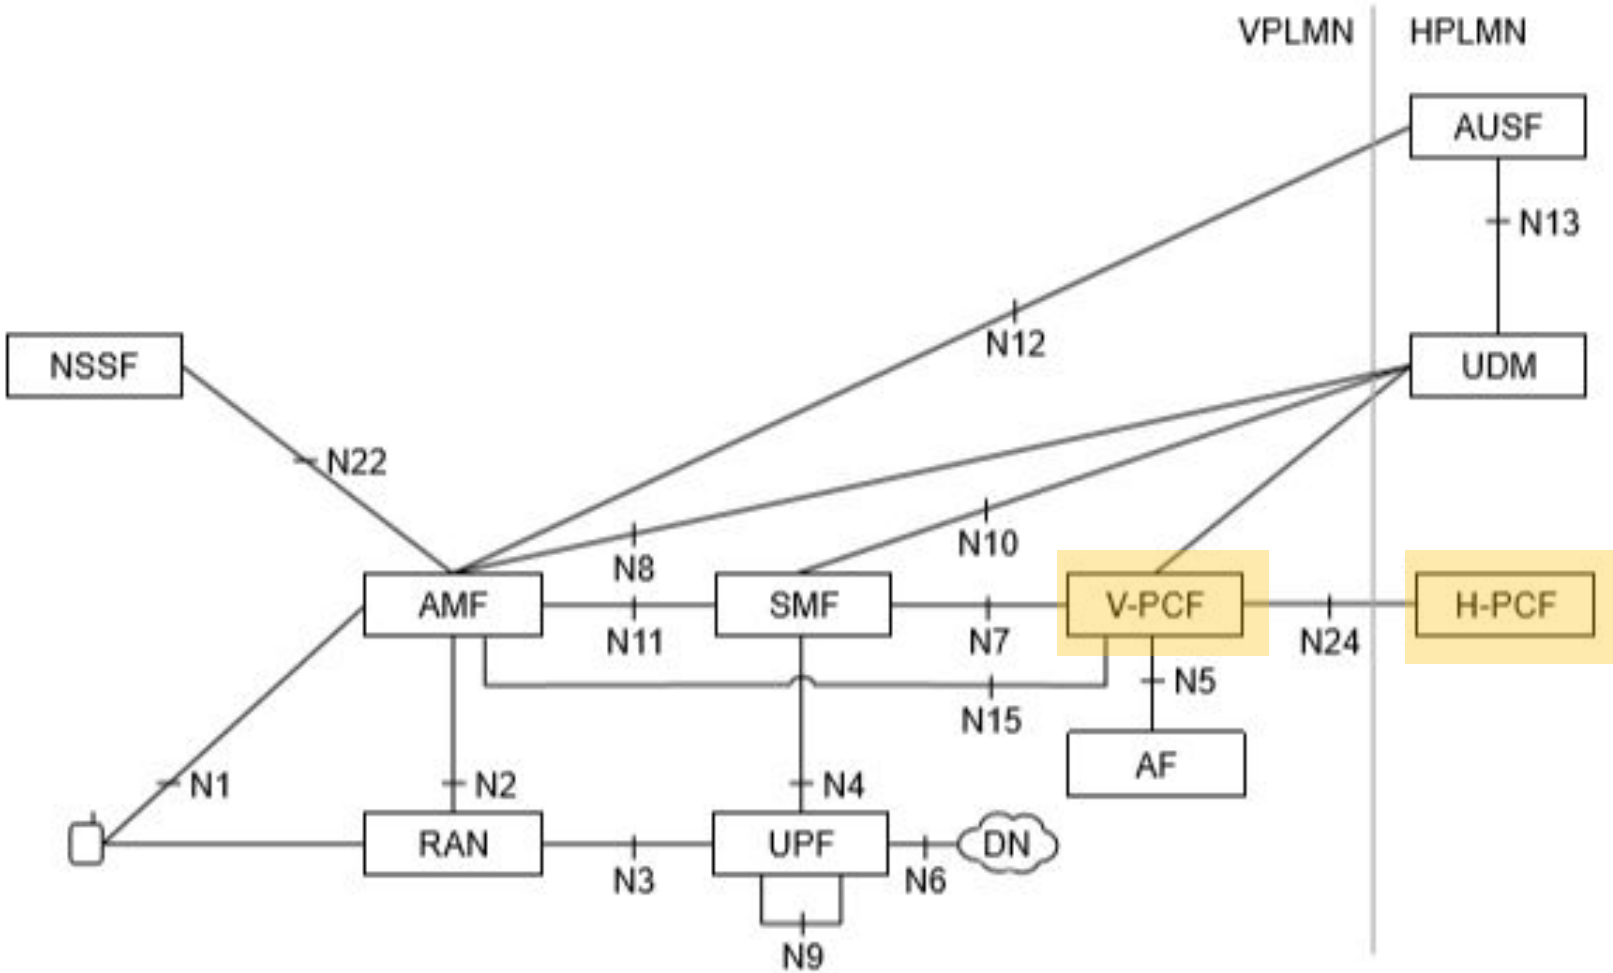 VPLMN
HPLMN
AUSF
N13
N12
NSSF
UDM
N22
N10
N8
AMF
SMF
V-PCF
H-PCF
N11
N7
N24
N5
N15
AF
N1
N2
N4
RAN
UPF
DN
N3
N6
N9